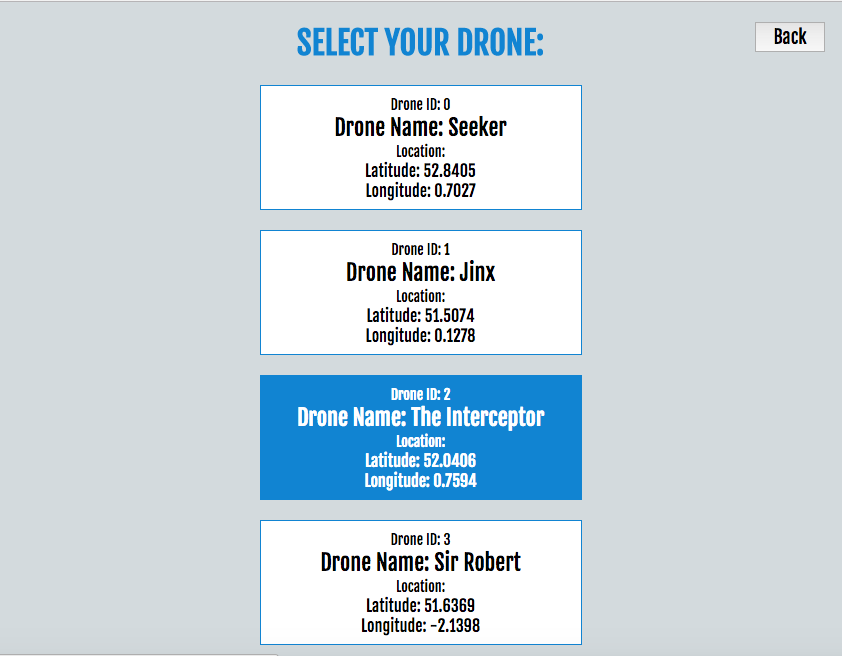 SELECT YOUR DRONE:
Back
Drone ID: 0
Drone Name: Seeker
Location:
Latitude: 52.8405
Longitude: 0.7027
Drone ID: 1
Drone Name: Jinx
Location:
Latitude: 51.5074
Longitude: 0.1278
Drone ID: 2
Drone Name: The Interceptor
Location:
Latitude: 52.0406
Longitude: 0.7594
Drone ID: 3
Drone Name: Sir Robert
Location:
Latitude: 51.6369
Longitude: -2.1398